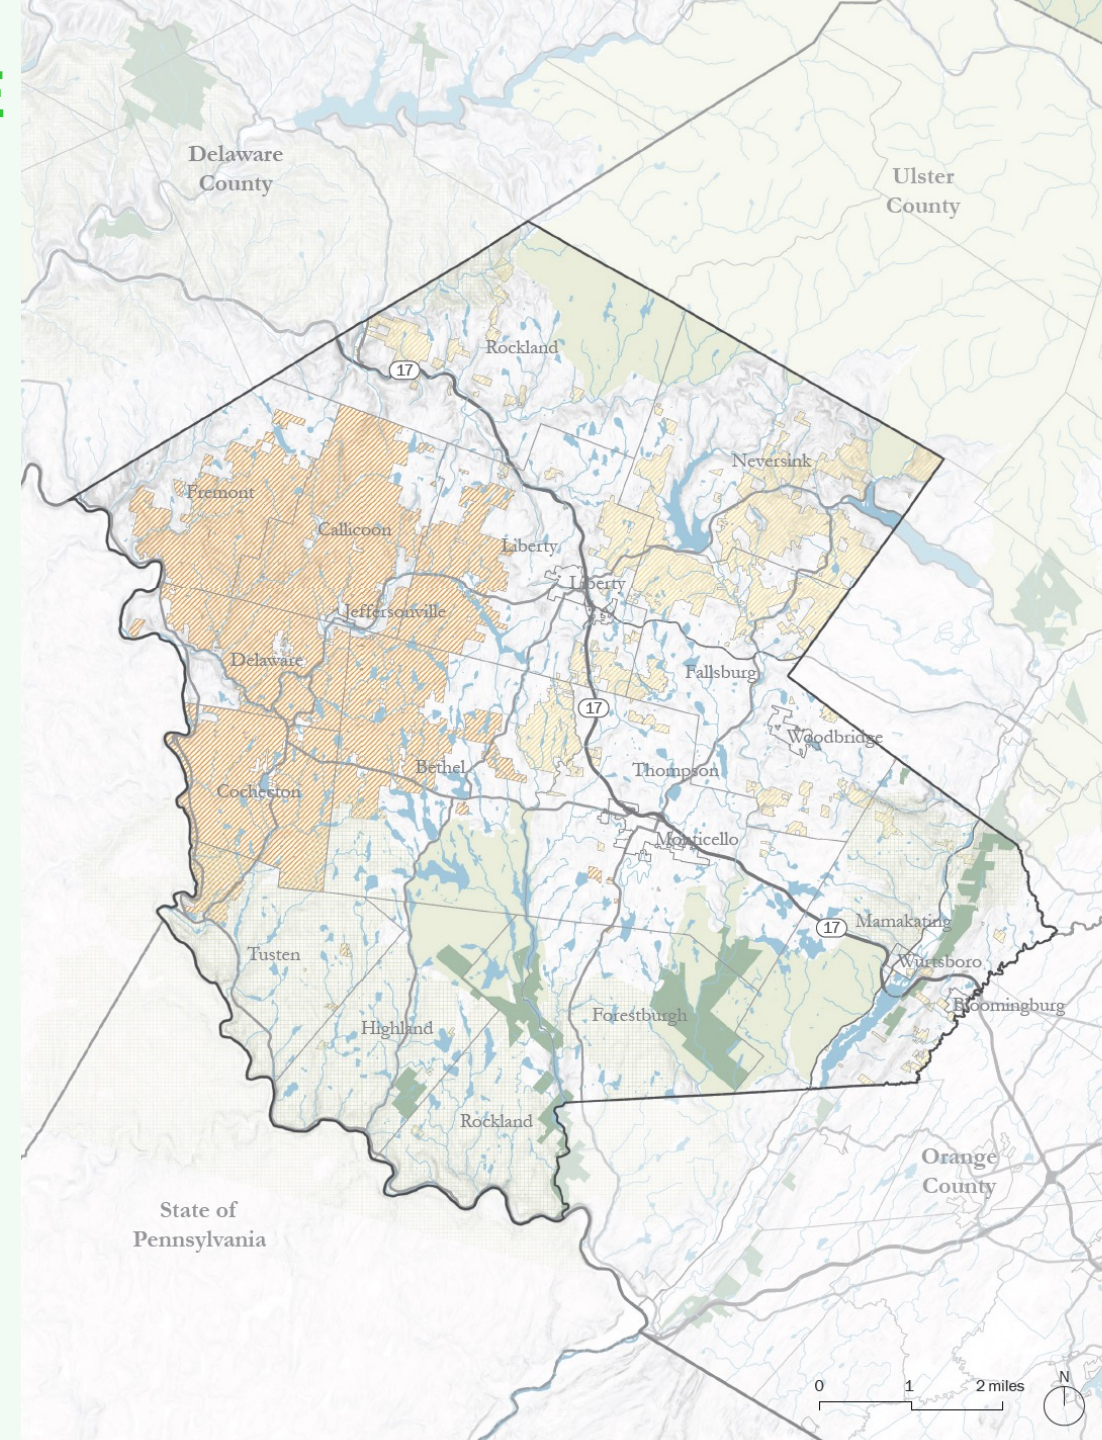 Delaware
County
Ulster
County
Rockland
17
Neversink
Fremont
Callicoon
Liberty
Liberty
Jeffersonville
Delaware
Fallsburg
17
Woodbridge
Bethel
Thompson
Cochecton
Monticello
17
Mamakating
Tusten
Wurtsboro
Bloomingburg
Highland
Forestburgh
Rockland
Orange
County
State of
Pennsylvania
0 1 2 miles
N